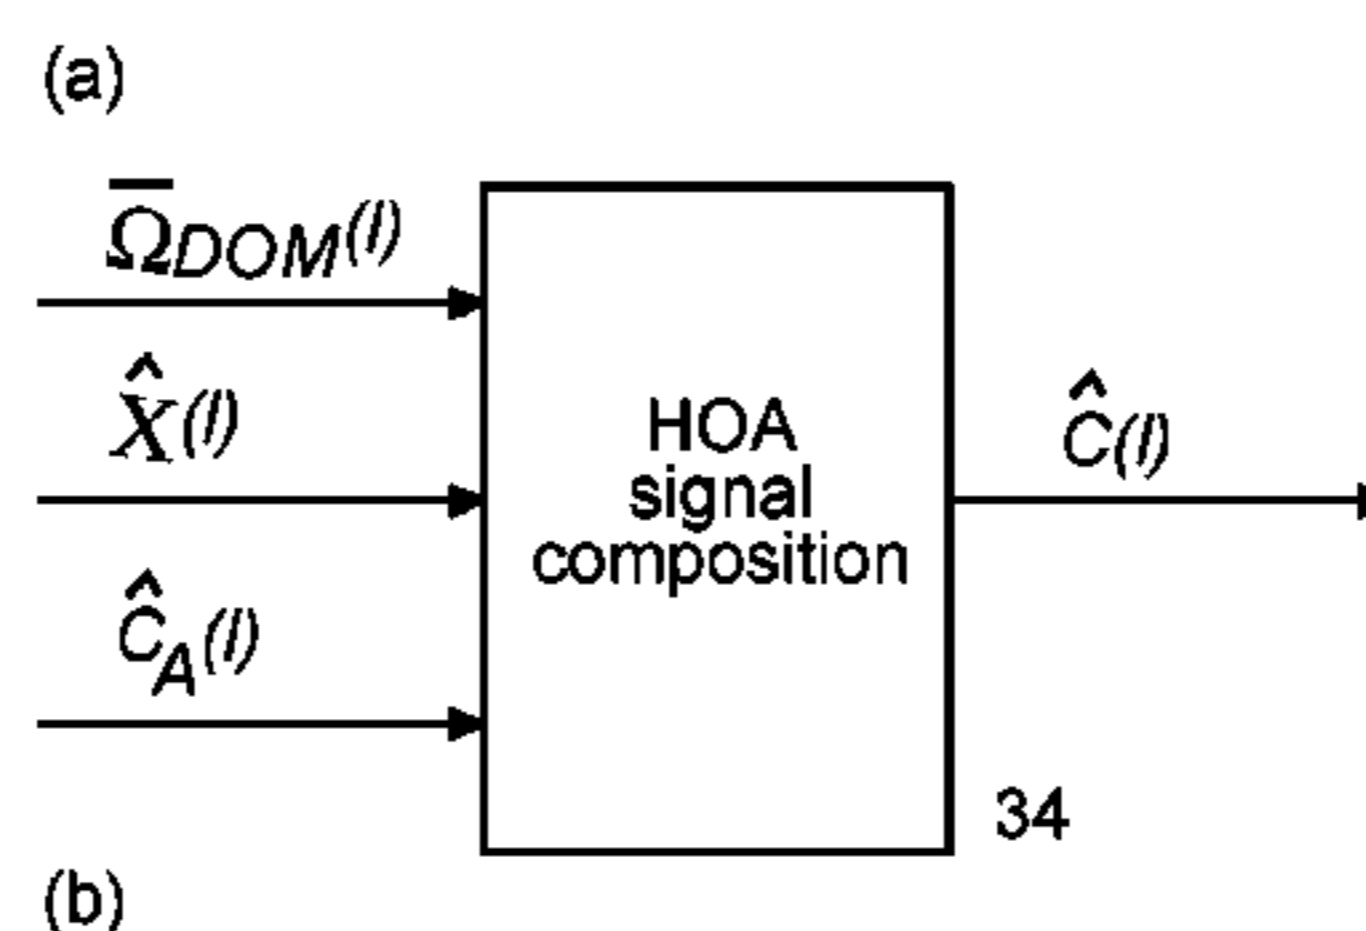 (a)
Ω̅DOM(l)
X̂(l)
ĈA(l)
HOA
signal
composition
Ĉ(l)
34
(b)